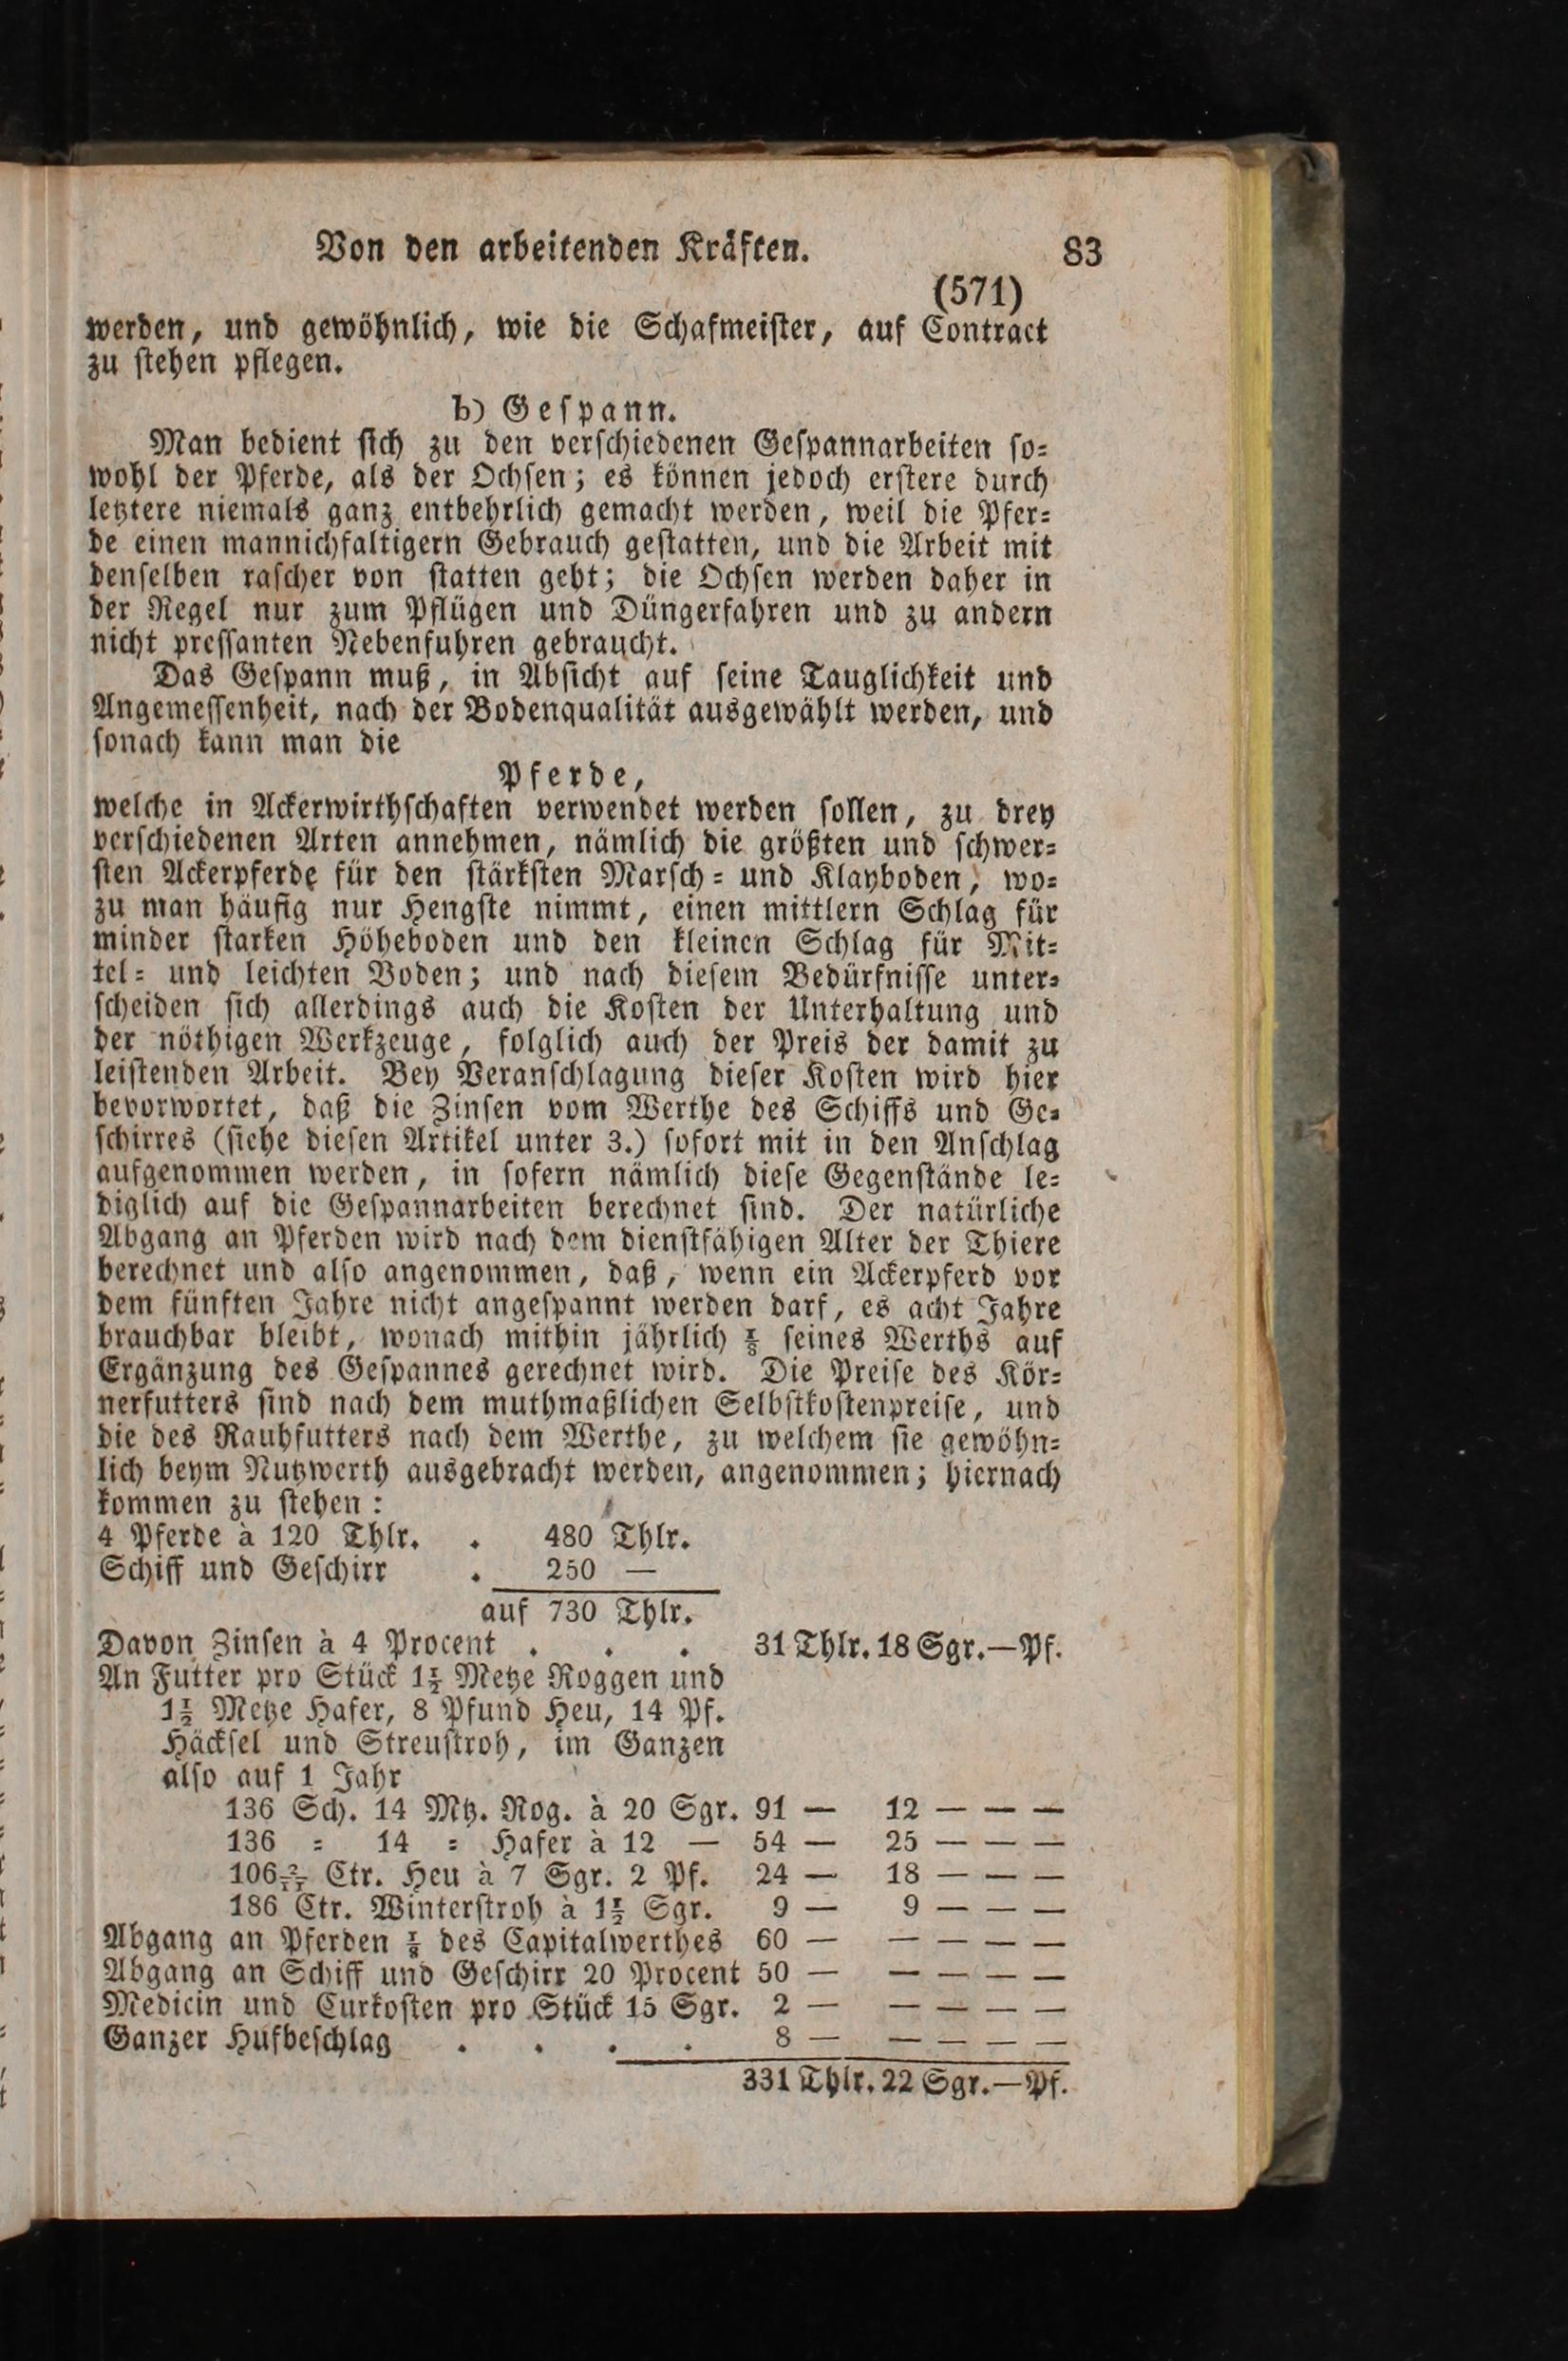 Von den arbeitenden Kräften. 83
(571)
werden, und gewöhnlich, wie die Schafmeiſter, auf Contract
zu ſtehen pflegen.
b) Geſpann.
Man bedient ſich zu den verſchiedenen Geſpannarbeiten ſo⸗
wohl der Pferde, als der Ochſen; es können jedoch erſtere durch
letztere niemals ganz entbehrlich gemacht werden, weil die Pfer⸗
de einen mannichfaltigern Gebrauch geſtatten, und die Arbeit mit
denſelben raſcher von ſtatten geht; die Ochſen werden daher in
der Regel nur zum Pflügen und Düngerfahren und zu andern
nicht preſſanten Nebenfuhren gebraucht.
Das Geſpann muß, in Abſicht auf ſeine Tauglichkeit und
Angemeſſenheit, nach der Bodenqualität ausgewählt werden, und
ſonach kann man die
Pferde,
welche in Ackerwirthſchaften verwendet werden ſollen, zu drey
verſchiedenen Arten annehmen, nämlich die größten und ſchwer⸗
ſten Ackerpferde für den ſtärkſten Marſch⸗ und Klayboden, wo⸗
zu man häufig nur Hengſte nimmt, einen mittlern Schlag für
minder ſtarken Höheboden und den kleinen Schlag für Mit⸗
tel⸗ und leichten Boden; und nach dieſem Bedürfniſſe unter⸗
ſcheiden ſich allerdings auch die Koſten der Unterhaltung und
der nöthigen Werkzeuge, folglich auch der Preis der damit zu
leiſtenden Arbeit. Bey Veranſchlagung dieſer Koſten wird hier
bevorwortet, daß die Zinſen vom Werthe des Schiffs und Ge⸗
ſchirres (ſiehe dieſen Artikel unter 3.) ſofort mit in den Anſchlag
aufgenommen werden, in ſofern nämlich dieſe Gegenſtände le⸗
diglich auf die Geſpannarbeiten berechnet ſind. Der natürliche
Abgang an Pferden wird nach dem dienſtfähigen Alter der Thiere
berechnet und alſo angenommen, daß, wenn ein Ackerpferd vor
dem fünften Jahre nicht angeſpannt werden darf, es acht Jahre
brauchbar bleibt, wonach mithin jährlich ⅛ ſeines Werths auf
Ergänzung des Geſpannes gerechnet wird. Die Preiſe des Kör⸗
nerfutters ſind nach dem muthmaßlichen Selbſtkoſtenpreiſe, und
die des Rauhfutters nach dem Werthe, zu welchem ſie gewöhn⸗
lich beym Nutzwerth ausgebracht werden, angenommen; hiernach
kommen zu ſtehen:
4 Pferde à 120 Thlr. . 480 Thlr.
Schiff und Geſchirr . 250 —
auf 730 Thlr.
Davon Zinſen à 4 Procent . . . 31 Thlr. 18 Sgr. — Pf.
An Futter pro Stück 1½ Metze Roggen und
1½ Metze Hafer, 8 Pfund Heu, 14 Pf.
Häckſel und Streuſtroh, im Ganzen
alſo auf 1 Jahr
136 Sch. 14 Mtz. Rog. à 20 Sgr. 91 — 12 — — —
136 ⸗ 14 ⸗ Hafer à 12 — 54 — 25 — — —
106 2/11 Ctr. Heu à 7 Sgr. 2 Pf. 24 — 18 — — —
186 Ctr. Winterſtroh à 1½ Sgr. 9 — 9 — — —
Abgang an Pferden ⅛ des Capitalwerthes 60 — — — — —
Abgang an Schiff und Geſchirr 20 Procent 50 — — — — —
Medicin und Curkoſten pro Stück 15 Sgr. 2 — — — — —
Ganzer Hufbeſchlag . . . . 8 — — — — —
331 Thlr. 22 Sgr. — Pf.